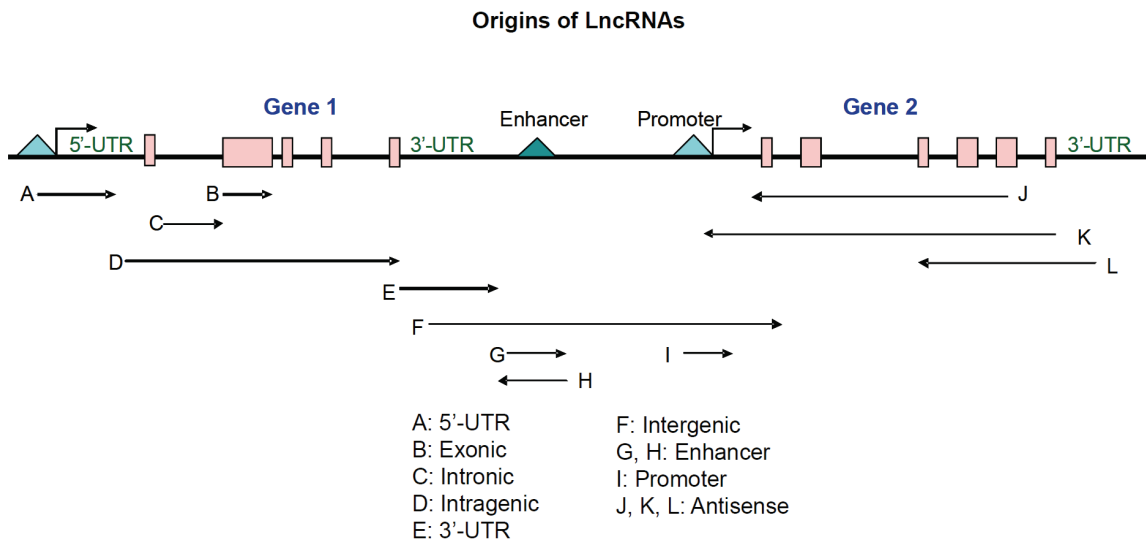 Origins of LncRNAs
Gene 1
Gene 2
Enhancer
Promoter
5’-UTR
3’-UTR
3’-UTR
A
B
J
C
K
D
L
E
F
G
I
H
A: 5’-UTR
B: Exonic
C: Intronic
D: Intragenic
E: 3’-UTR
F: Intergenic
G, H: Enhancer
I: Promoter
J, K, L: Antisense